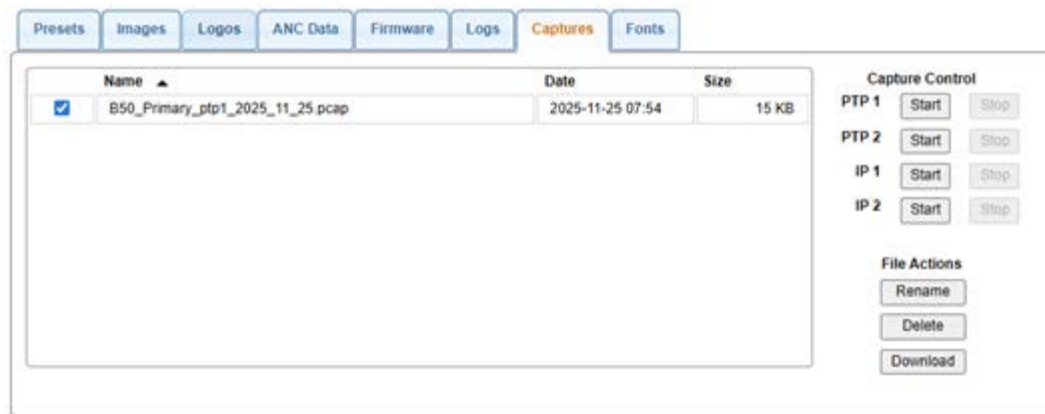 Presets Images Logos ANC Data Firmware Logs Captures Fonts
Name ▲ Date Size
B50_Primary_ptp1_2025_11_25.pcap 2025-11-25 07:54 15 KB
Capture Control
PTP 1 Start Stop
PTP 2 Start Stop
IP 1 Start Stop
IP 2 Start Stop
File Actions
Rename
Delete
Download